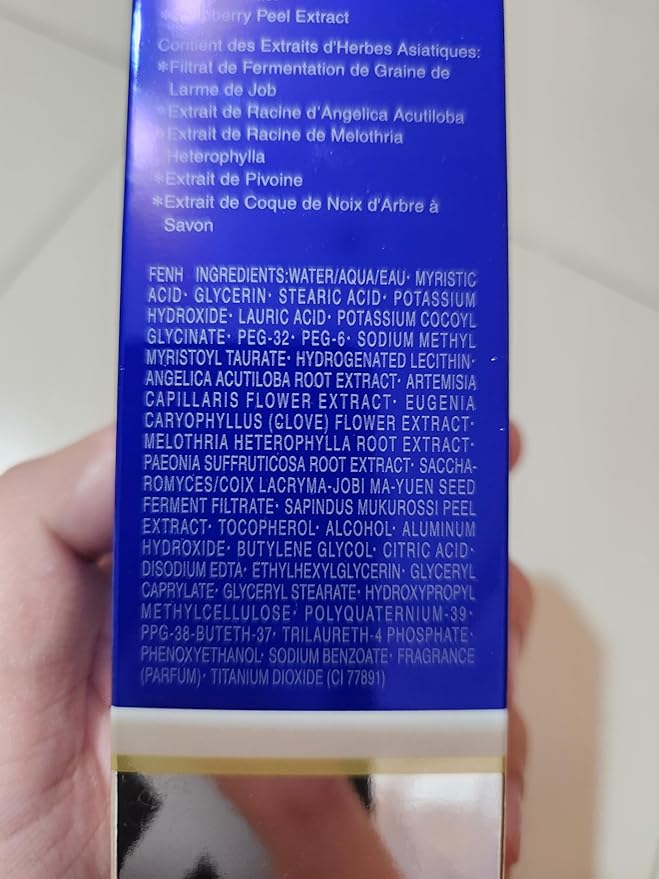 berry Peel Extract
Contient des Extraits d'Herbes Asiatiques:
*Filtrat de Fermentation de Graine de
Larme de Job
*Extrait de Racine d'Angelica Acutiloba
*Extrait de Racine de Melothria
Heterophylla
*Extrait de Pivoine
*Extrait de Coque de Noix d'Arbre à
Savon
FENH INGREDIENTS:WATER/AQUA/EAU· MYRISTIC
ACID· GLYCERIN· STEARIC ACID· POTASSIUM
HYDROXIDE· LAURIC ACID· POTASSIUM COCOYL
GLYCINATE· PEG-32· PEG-6· SODIUM METHYL
MYRISTOYL TAURATE· HYDROGENATED LECITHIN·
ANGELICA ACUTILOBA ROOT EXTRACT· ARTEMISIA
CAPILLARIS FLOWER EXTRACT· EUGENIA
CARYOPHYLLUS (CLOVE) FLOWER EXTRACT·
MELOTHRIA HETEROPHYLLA ROOT EXTRACT·
PAEONIA SUFFRUTICOSA ROOT EXTRACT· SACCHA-
ROMYCES/COIX LACRYMA-JOBI MA-YUEN SEED
FERMENT FILTRATE· SAPINDUS MUKUROSSI PEEL
EXTRACT· TOCOPHEROL· ALCOHOL· ALUMINUM
HYDROXIDE· BUTYLENE GLYCOL· CITRIC ACID·
DISODIUM EDTA· ETHYLHEXYLGLYCERIN· GLYCERYL
CAPRYLATE· GLYCERYL STEARATE· HYDROXYPROPYL
METHYLCELLULOSE· POLYQUATERNIUM-39·
PPG-38-BUTETH-37· TRILAURETH-4 PHOSPHATE·
PHENOXYETHANOL· SODIUM BENZOATE· FRAGRANCE
(PARFUM)· TITANIUM DIOXIDE (CI 77891)